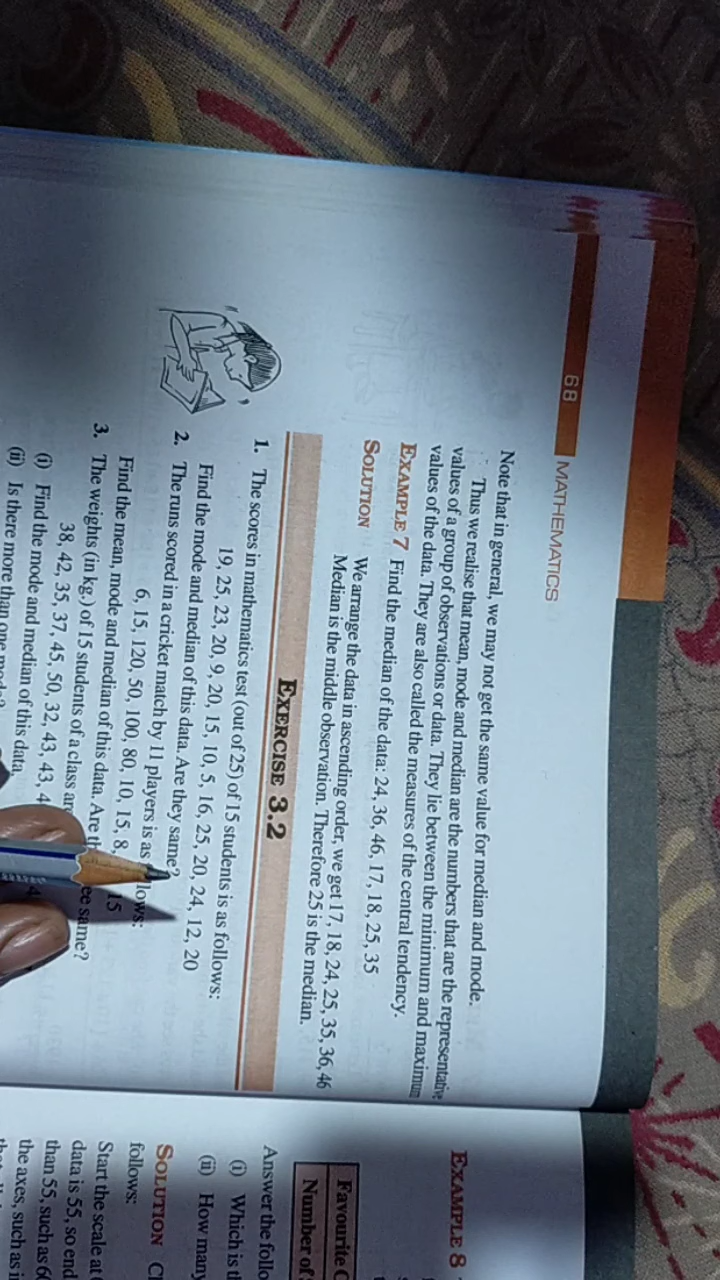 68 MATHEMATICS
Note that in general, we may not get the same value for median and mode.
Thus we realise that mean, mode and median are the numbers that are the representative
values of a group of observations or data. They lie between the minimum and maximum
values of the data. They are also called the measures of the central tendency.
EXAMPLE 7 Find the median of the data: 24, 36, 46, 17, 18, 25, 35
SOLUTION We arrange the data in ascending order, we get 17, 18, 24, 25, 35, 36, 46
Median is the middle observation. Therefore 25 is the median.
EXERCISE 3.2
1. The scores in mathematics test (out of 25) of 15 students is as follows:
19, 25, 23, 20, 9, 20, 15, 10, 5, 16, 25, 20, 24, 12, 20
Find the mode and median of this data. Are they same?
2. The runs scored in a cricket match by 11 players is as lows:
6, 15, 120, 50, 100, 80, 10, 15, 8, 15
Find the mean, mode and median of this data. Are th ee same?
3. The weights (in kg.) of 15 students of a class are
38, 42, 35, 37, 45, 50, 32, 43, 43, 4
(i) Find the mode and median of this data.
(ii) Is there more than one mode?
EXAMPLE 8
Favourite
Number of
Answer the follo
(i) Which is t
(ii) How many
SOLUTION
follows:
Start the scale at
data is 55, so end
than 55, such as 6
the axes, such as